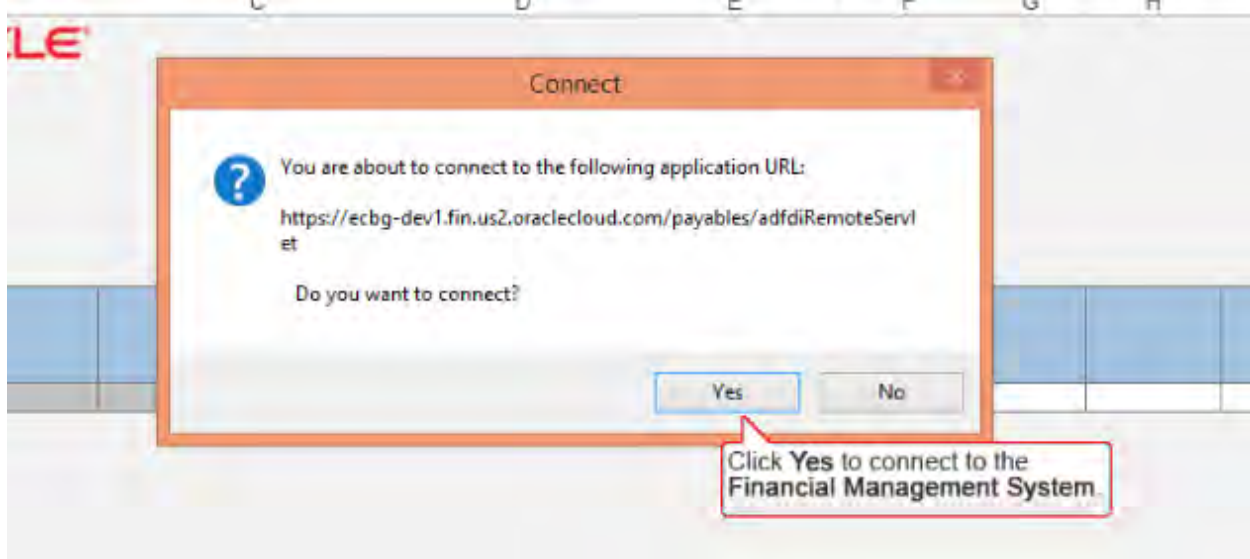 C D E F G H
LE
Connect
You are about to connect to the following application URL:
https://ecbg-dev1.fin.us2.oraclecloud.com/payables/adfdiRemoteServl
et
Do you want to connect?
Yes No
Click Yes to connect to the
Financial Management System.